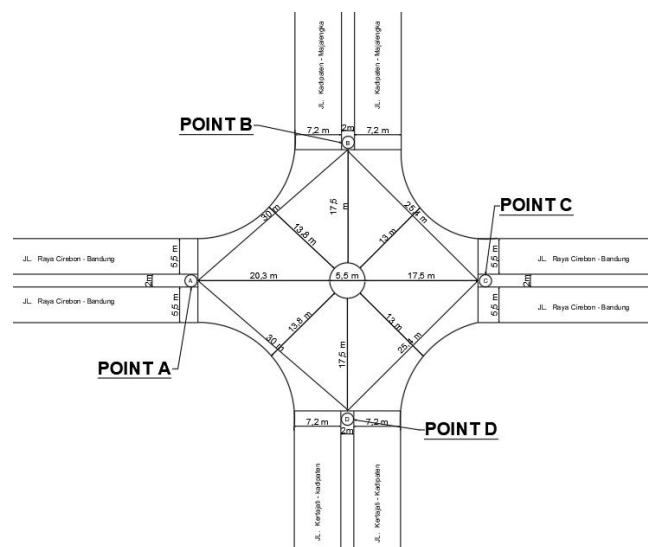 JL. Kadipaten - Majalengka
JL. Kadipaten - Majalengka
POINT B
7,2 m
2m
7,2 m
B
30 m
17,5
m
25,4 m
POINT C
13,8 m
13 m
JL. Raya Cirebon - Bandung
5,5 m
5,5 m
JL. Raya Cirebon - Bandung
2m
A
20,3 m
5,5 m
17,5 m
C
2m
JL. Raya Cirebon - Bandung
5,5 m
5,5 m
JL. Raya Cirebon - Bandung
13,8 m
13 m
30 m
17,5 m
25,4 m
POINT A
7,2 m
D
7,2 m
2m
POINT D
JL. Kertajati - kadipaten
JL. Kertajati - Kadipaten